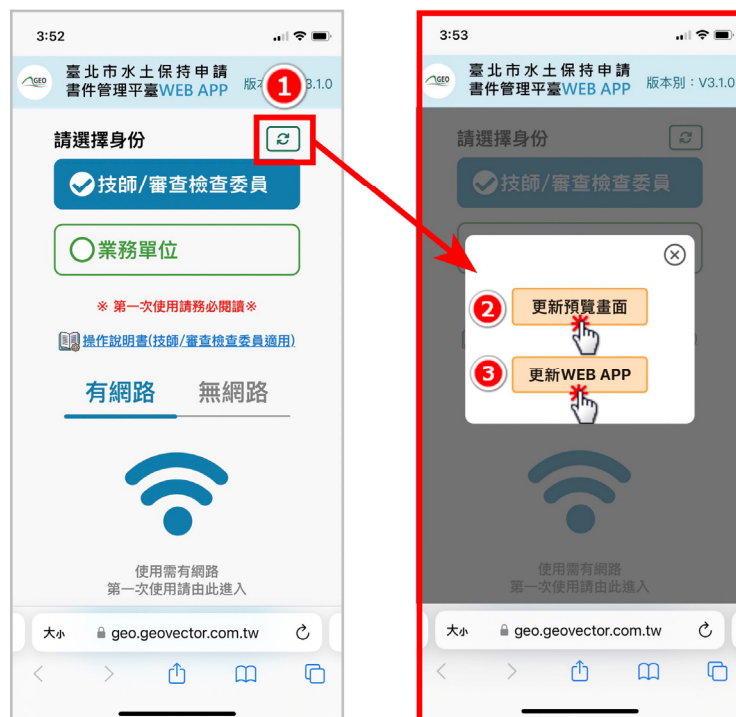 3:52
GEO
臺北市水土保持申請
書件管理平臺WEB APP
3.1.0
1
請選擇身份
技師/審查檢查委員
業務單位
※ 第一次使用請務必閱讀※
操作說明書(技師/審查檢查委員適用)
有網路
無網路
使用需有網路
第一次使用請由此進入
大小
geo.geovector.com.tw
3:53
GEO
臺北市水土保持申請
書件管理平臺WEB APP
版本別：V3.1.0
請選擇身份
技師/審查檢查委員
2
更新預覽畫面
3
更新WEB APP
使用需有網路
第一次使用請由此進入
大小
geo.geovector.com.tw